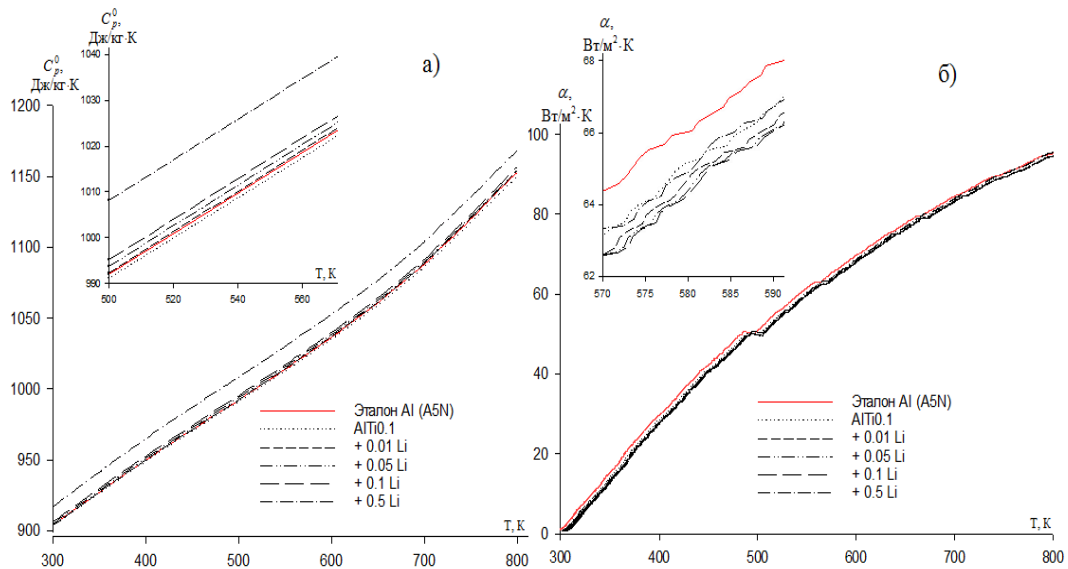 C⁰ₚ,
Дж/кг·К
1200
1150
1100
1050
1000
950
900
300
400
500
600
700
800
Т, К
C⁰ₚ,
Дж/кг·К
1040
1030
1020
1010
1000
990
500
520
540
560
Т, К
а)
Эталон Al (A5N)
AlTi0.1
+ 0.01 Li
+ 0.05 Li
+ 0.1 Li
+ 0.5 Li
α,
Вт/м²·К
100
80
60
40
20
0
300
400
500
600
700
800
Т, К
α,
Вт/м²·К
68
66
64
62
570
575
580
585
590
б)
Эталон Al (A5N)
AlTi0.1
+ 0.01 Li
+ 0.05 Li
+ 0.1 Li
+ 0.5 Li